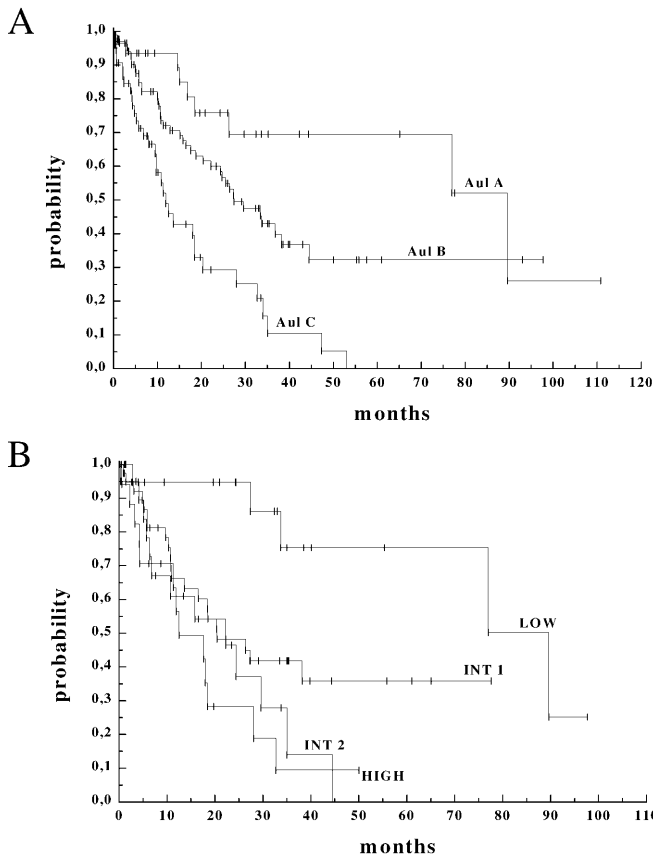 A
1,0
0,9
0,8
0,7
0,6
0,5
0,4
0,3
0,2
0,1
0,0
probability
Aul A
Aul B
Aul C
0 10 20 30 40 50 60 70 80 90 100 110 120
months
B
1,0
0,9
0,8
0,7
0,6
0,5
0,4
0,3
0,2
0,1
0,0
probability
LOW
INT 1
INT 2
HIGH
0 10 20 30 40 50 60 70 80 90 100 110
months